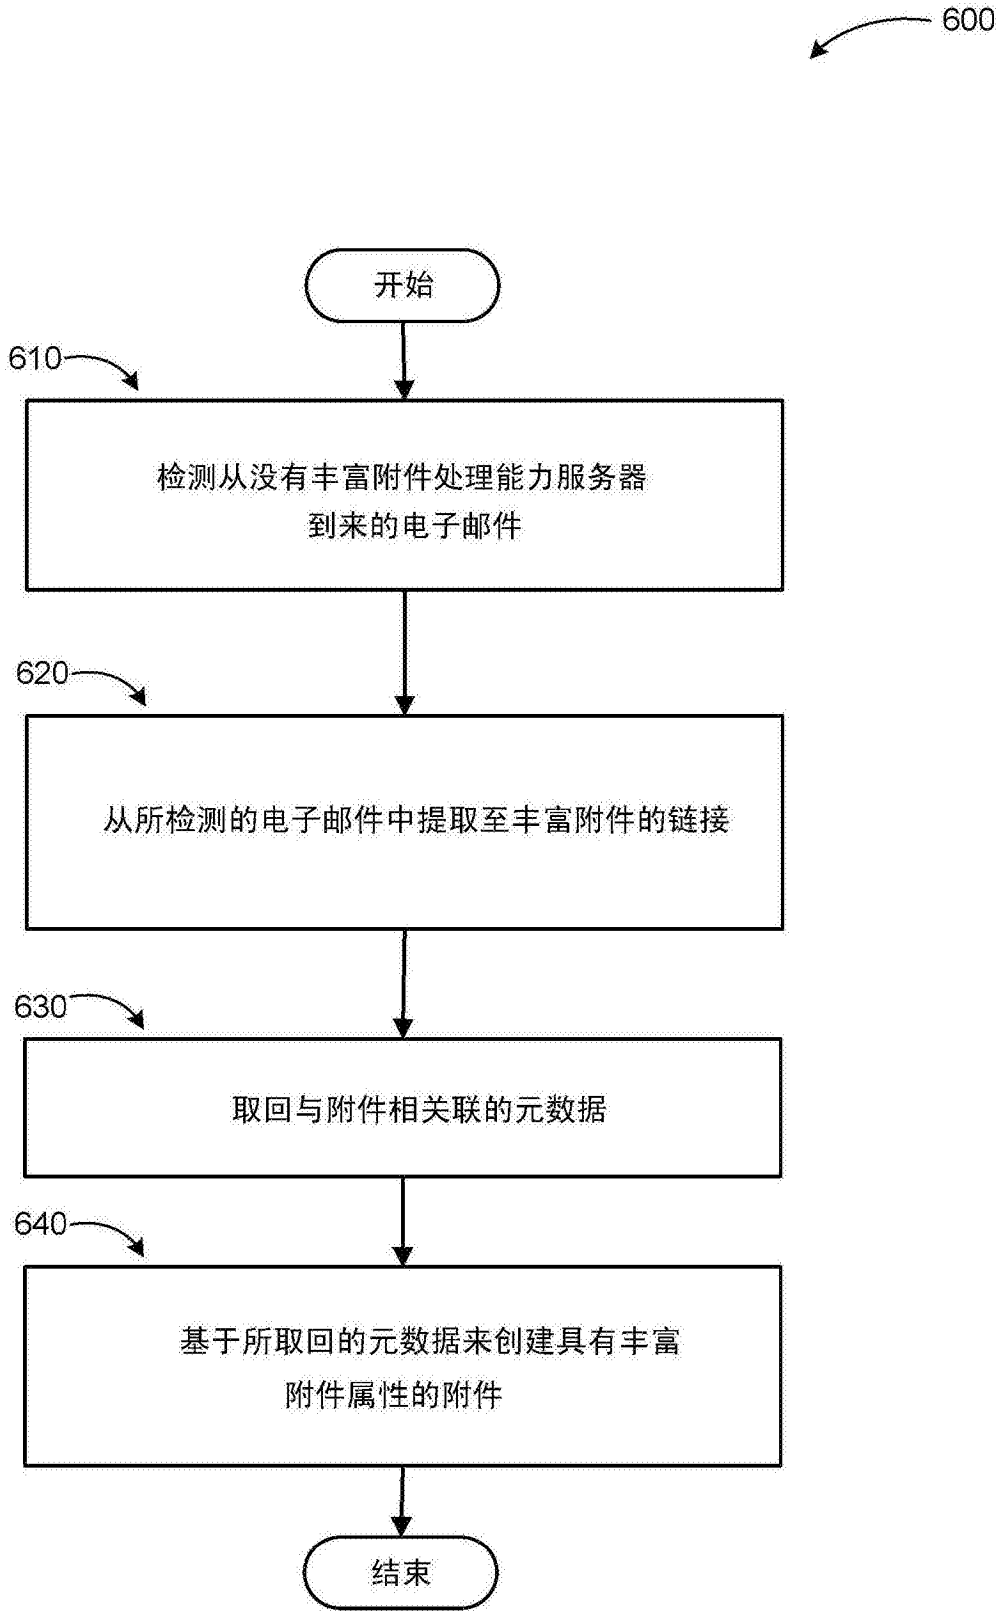 600
开始
610
检测从没有丰富附件处理能力服务器
到来的电子邮件
620
从所检测的电子邮件中提取至丰富附件的链接
630
取回与附件相关联的元数据
640
基于所取回的元数据来创建具有丰富
附件属性的附件
结束